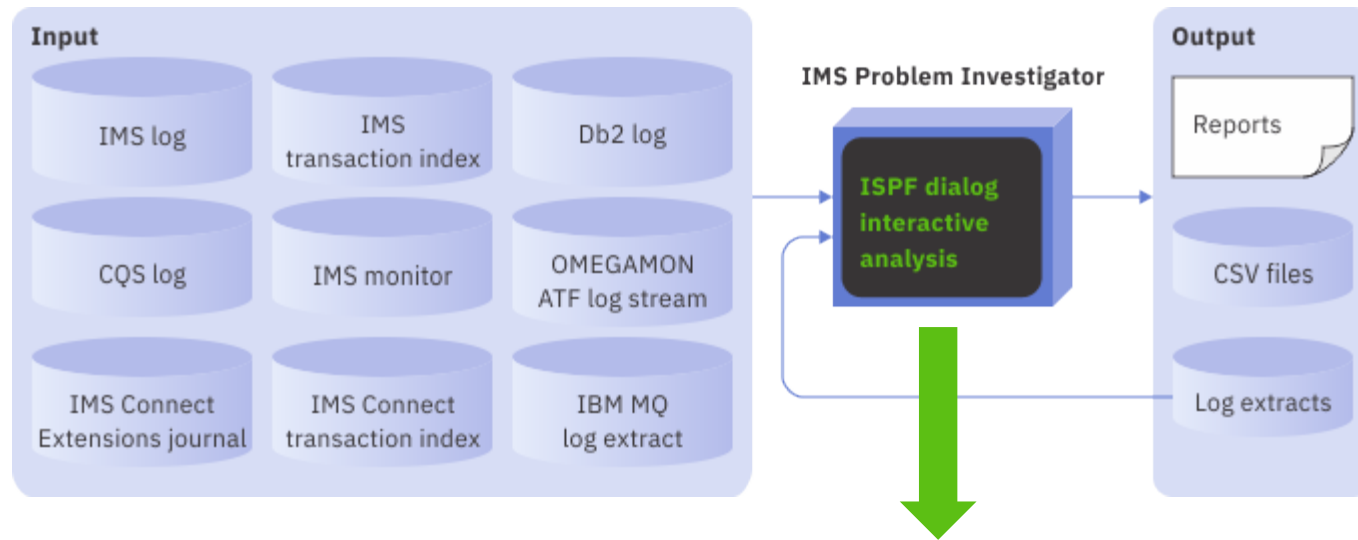 Input
IMS log
IMS
transaction index
Db2 log
CQS log
IMS monitor
OMEGAMON
ATF log stream
IMS Connect
Extensions journal
IMS Connect
transaction index
IBM MQ
log extract
IMS Problem Investigator
ISPF dialog
interactive
analysis
Output
Reports
CSV files
Log extracts